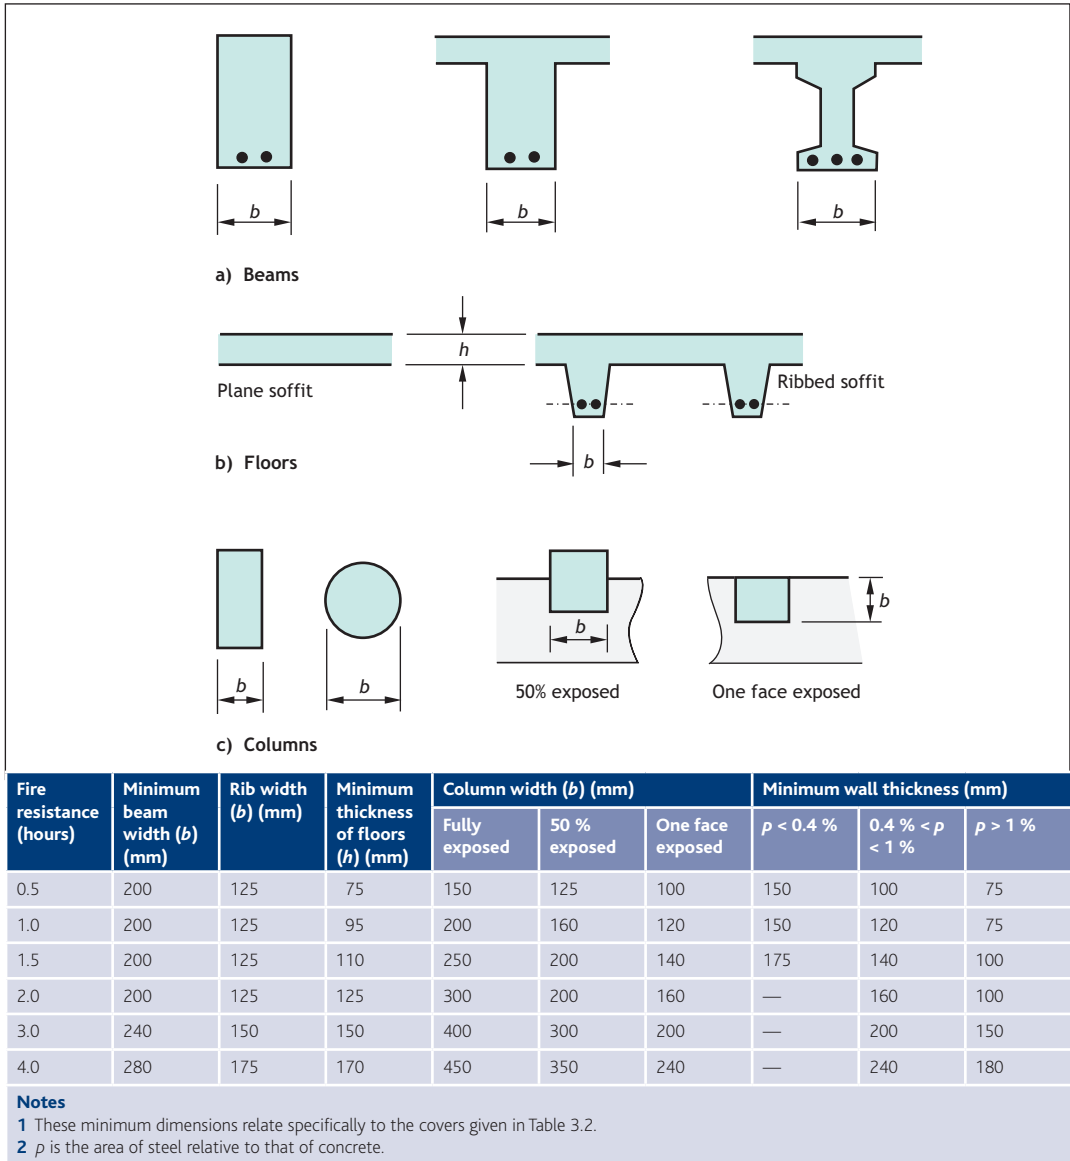 b b b
a) Beams
h
Plane soffit
Ribbed soffit
b) Floors
b
b
b b b
50% exposed One face exposed
c) Columns
Fire resistance (hours) Minimum beam width (b) (mm) Rib width (b) (mm) Minimum thickness of floors (h) (mm) Column width (b) (mm) Minimum wall thickness (mm)
Fully exposed 50 % exposed One face exposed p < 0.4 % 0.4 % < p < 1 % p > 1 %
0.5 200 125 75 150 125 100 150 100 75
1.0 200 125 95 200 160 120 150 120 75
1.5 200 125 110 250 200 140 175 140 100
2.0 200 125 125 300 200 160 — 160 100
3.0 240 150 150 400 300 200 — 200 150
4.0 280 175 170 450 350 240 — 240 180
Notes
1 These minimum dimensions relate specifically to the covers given in Table 3.2.
2 p is the area of steel relative to that of concrete.